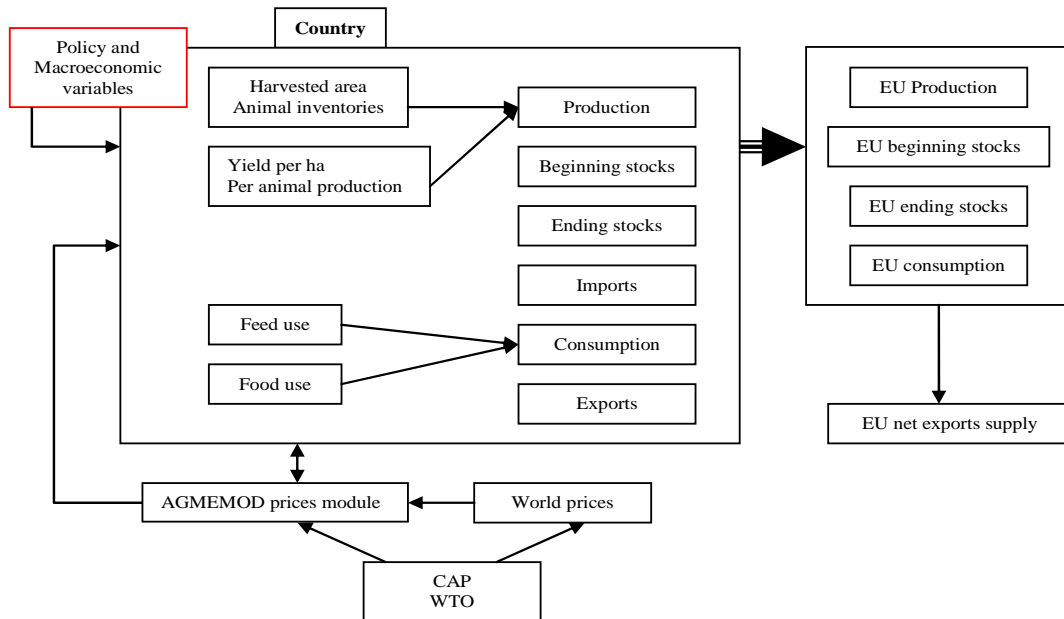 Country
Policy and
Macroeconomic
variables
Harvested area
Animal inventories
Production
Yield per ha
Per animal production
Beginning stocks
Ending stocks
Imports
Feed use
Consumption
Food use
Exports
EU Production
EU beginning stocks
EU ending stocks
EU consumption
EU net exports supply
AGMEMOD prices module
World prices
CAP
WTO